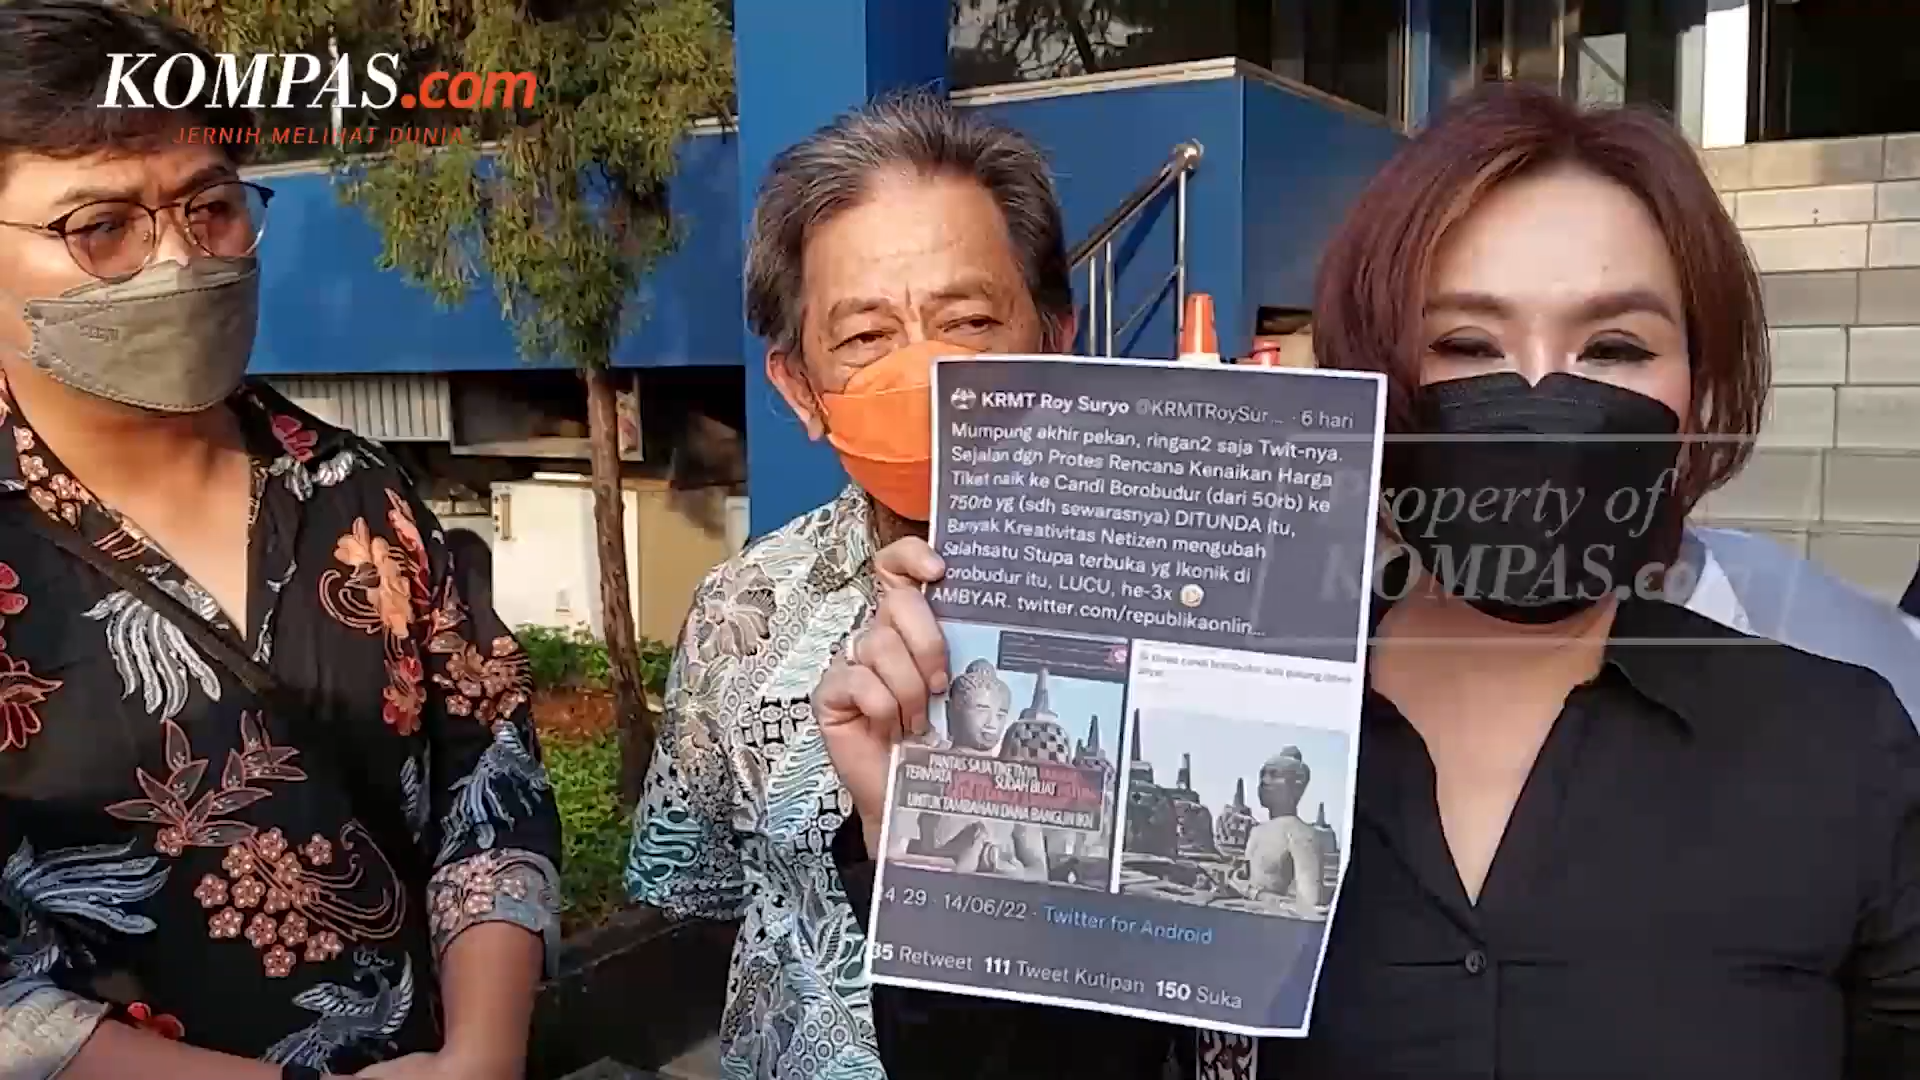 KOMPAS.com
JERNIH MELIHAT DUNIA
KRMT Roy Suryo @KRMTRoySur... · 6 hari
Mumpung akhir pekan, ringan2 saja Twit-nya.
Sejalan dgn Protes Rencana Kenaikan Harga
Tiket naik ke Candi Borobudur (dari 50rb) ke
750rb yg (sdh sewarasnya) DITUNDA itu,
Banyak Kreativitas Netizen mengubah
Salahsatu Stupa terbuka yg Ikonik di
orobudur itu, LUCU, he-3x
AMBYAR. twitter.com/republikaonlin...
PANTAS SAJA TIKETNYA
TERNYATA SUDAH BUAT
UNTUK TAMBAHAN DANA BANGUN IKN
4.29 · 14/06/22 · Twitter for Android
35 Retweet 111 Tweet Kutipan 150 Suka
Property of
KOMPAS.com